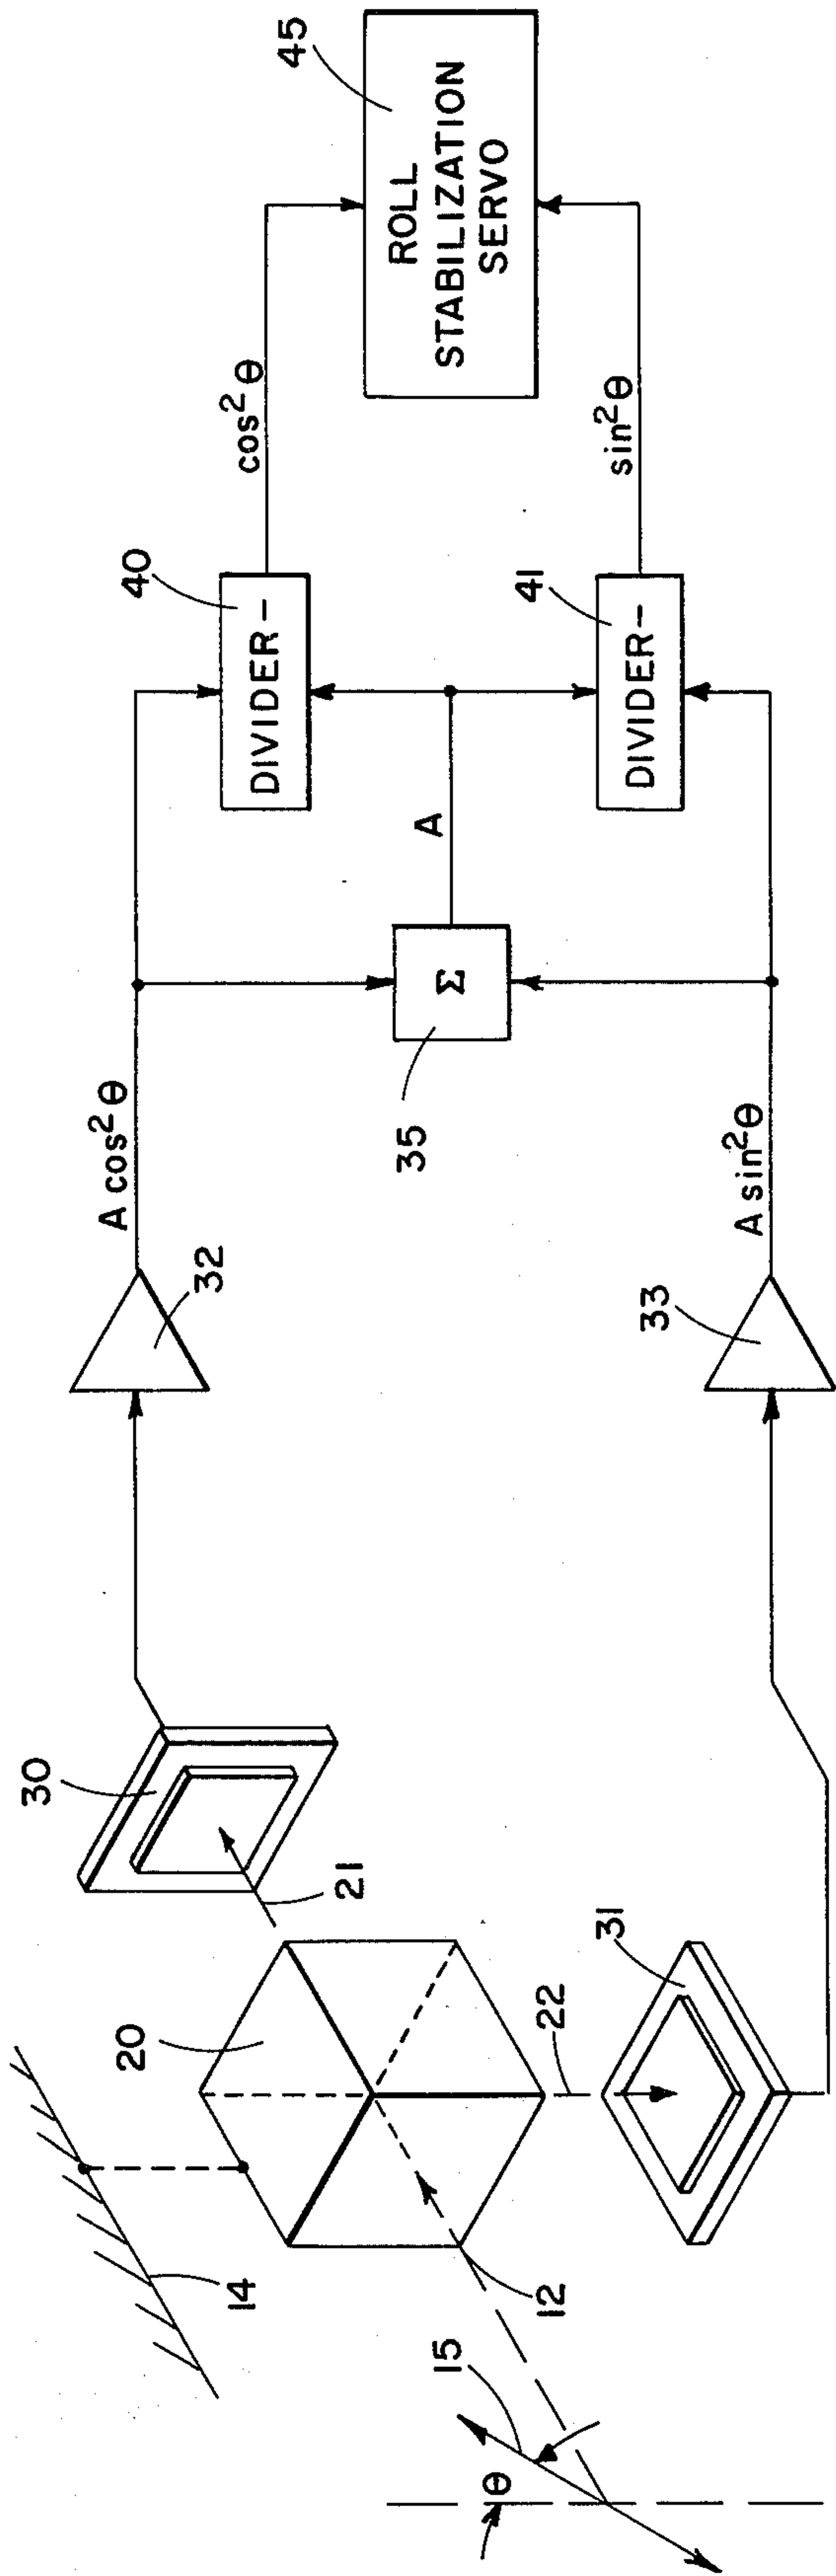 45
ROLL
STABILIZATION
SERVO
cos²θ
sin²θ
40
DIVIDER-
41
DIVIDER-
A
Σ
35
A cos²θ
A sin²θ
32
33
30
21
31
22
20
14
12
15
θ